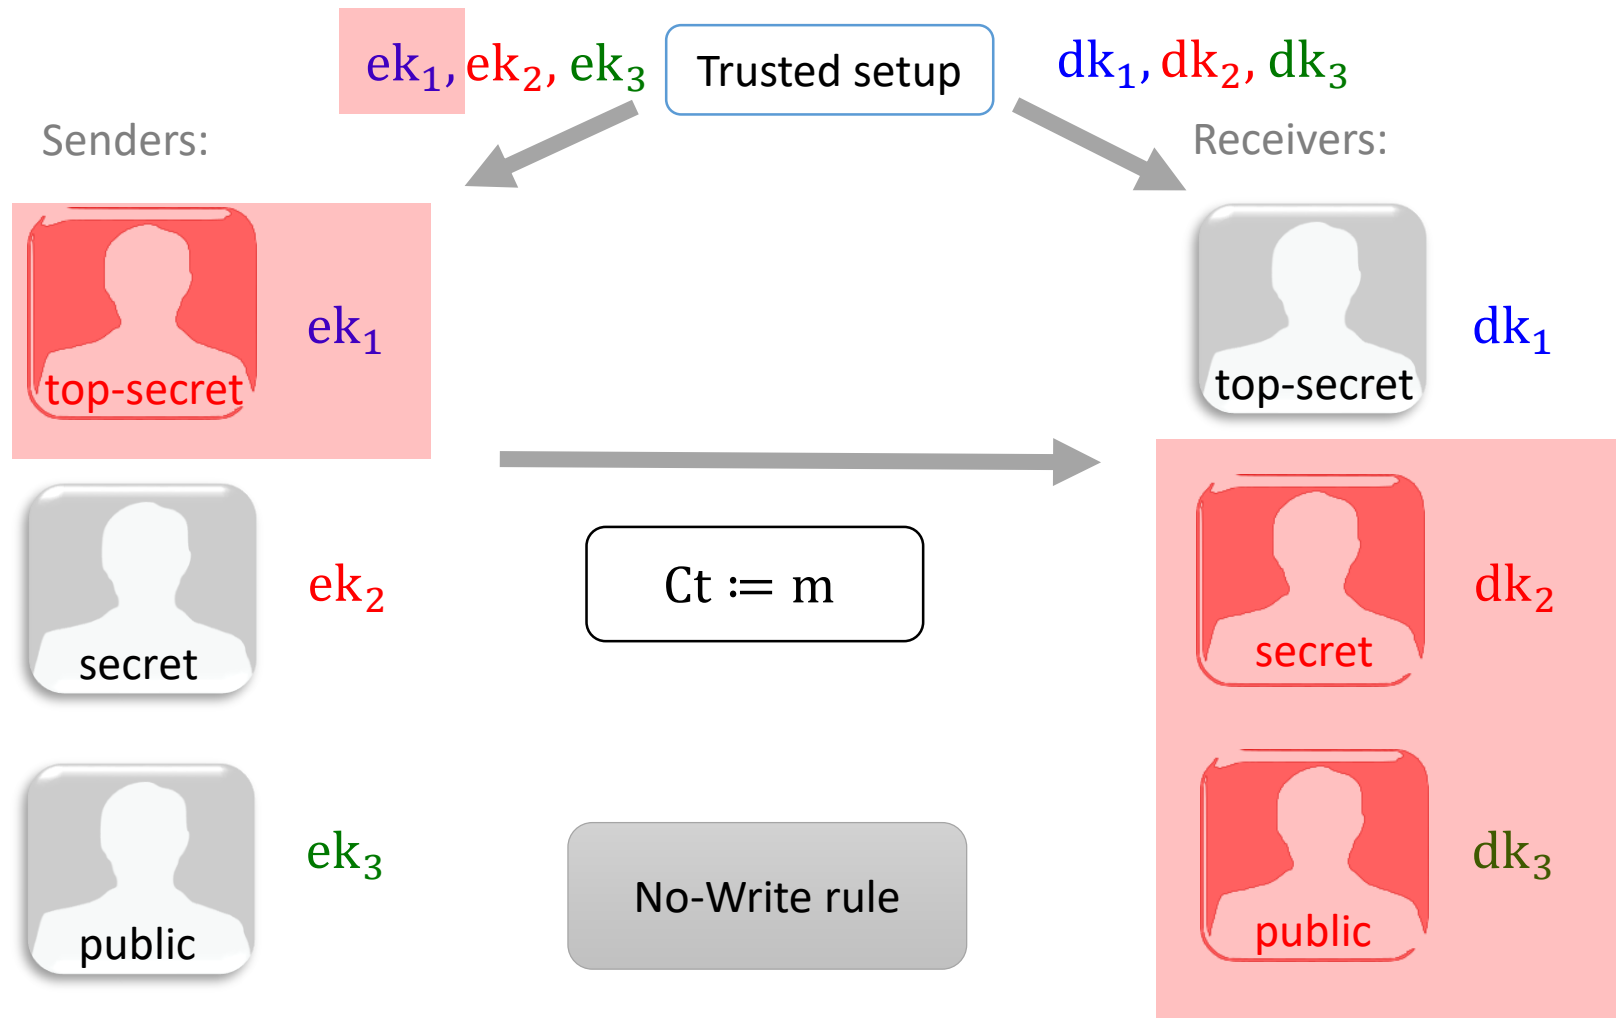 ek₁, ek₂, ek₃
Trusted setup
dk₁, dk₂, dk₃
Senders:
Receivers:
top-secret
ek₁
top-secret
dk₁
secret
ek₂
Ct ≔ m
secret
dk₂
public
ek₃
No-Write rule
public
dk₃